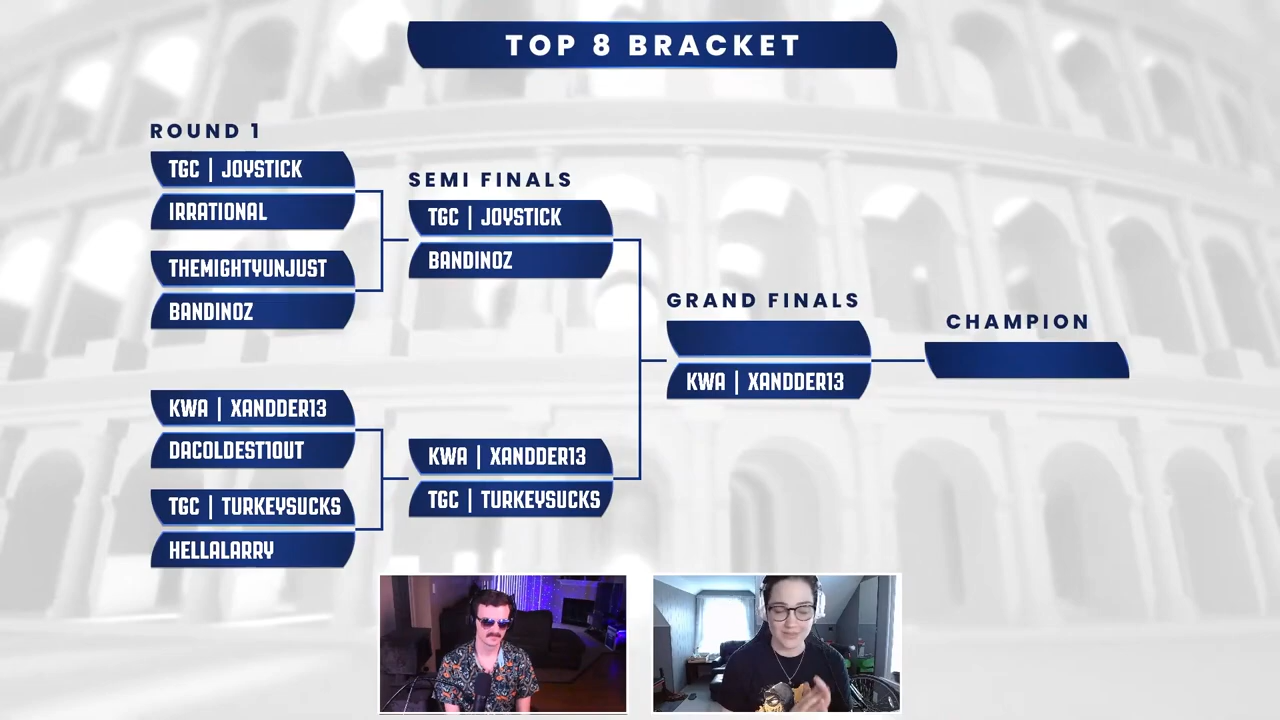 TOP 8 BRACKET
ROUND 1
TGC | JOYSTICK
IRRATIONAL
THEMIGHTYUNJUST
BANDINOZ
KWA | XANDDER13
DACOLDEST1OUT
TGC | TURKEYSUCKS
HELLALARRY
SEMI FINALS
TGC | JOYSTICK
BANDINOZ
KWA | XANDDER13
TGC | TURKEYSUCKS
GRAND FINALS
KWA | XANDDER13
CHAMPION